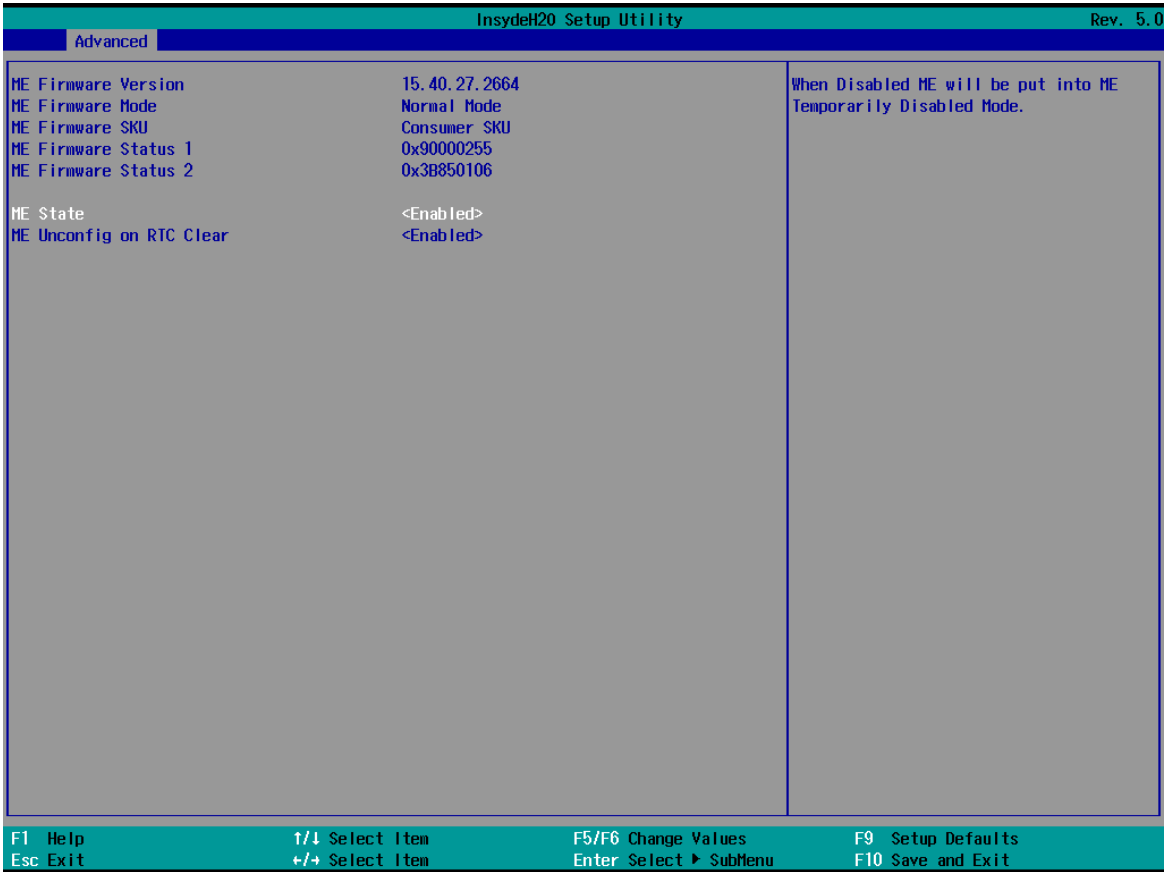 InsydeH2O Setup Utility Rev. 5.0
Advanced
ME Firmware Version 15.40.27.2664
ME Firmware Mode Normal Mode
ME Firmware SKU Consumer SKU
ME Firmware Status 1 0x90000255
ME Firmware Status 2 0x3B850106
ME State <Enabled>
ME Unconfig on RTC Clear <Enabled>
When Disabled ME will be put into ME
Temporarily Disabled Mode.
F1 Help ↑/↓ Select Item F5/F6 Change Values F9 Setup Defaults
Esc Exit ←/→ Select Item Enter Select ▶ SubMenu F10 Save and Exit